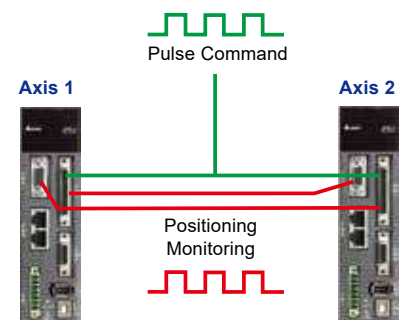 Pulse Command
Axis 1
Axis 2
Positioning
Monitoring